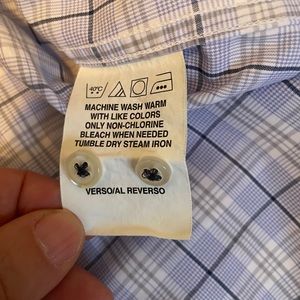 40°C
MACHINE WASH WARM
WITH LIKE COLORS
ONLY NON-CHLORINE
BLEACH WHEN NEEDED
TUMBLE DRY STEAM IRON
VERSO/AL REVERSO